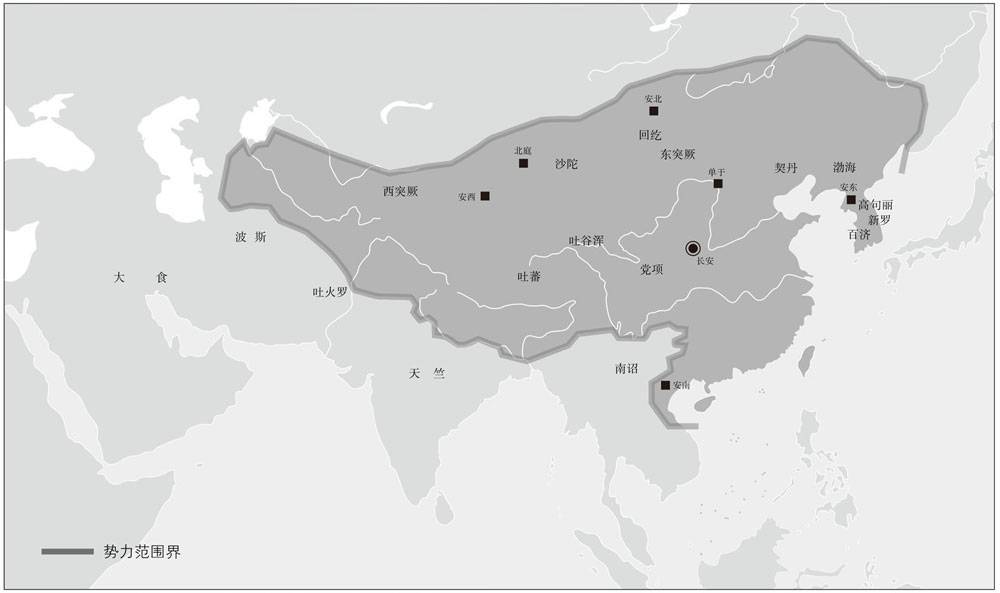 安北
回纥
东突厥
北庭
沙陀
单于
契丹
渤海
西突厥
安西
安东
高句丽
新罗
百济
波斯
吐谷浑
长安
大食
吐蕃
党项
吐火罗
天竺
南诏
安南
势力范围界